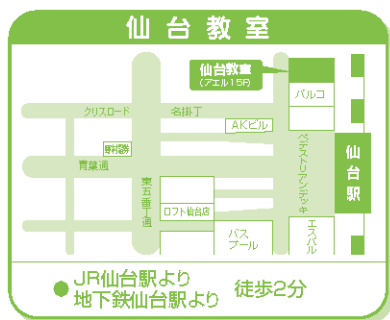 仙台教室
仙台教室
(アエル15F)
パルコ
クリスロード
名掛丁
AKビル
野村證券
青葉通
東五番丁通
ロフト仙台店
ペデストリアンデッキ
仙台駅
バス
プール
エスパル
● JR仙台駅より
地下鉄仙台駅より
徒歩2分